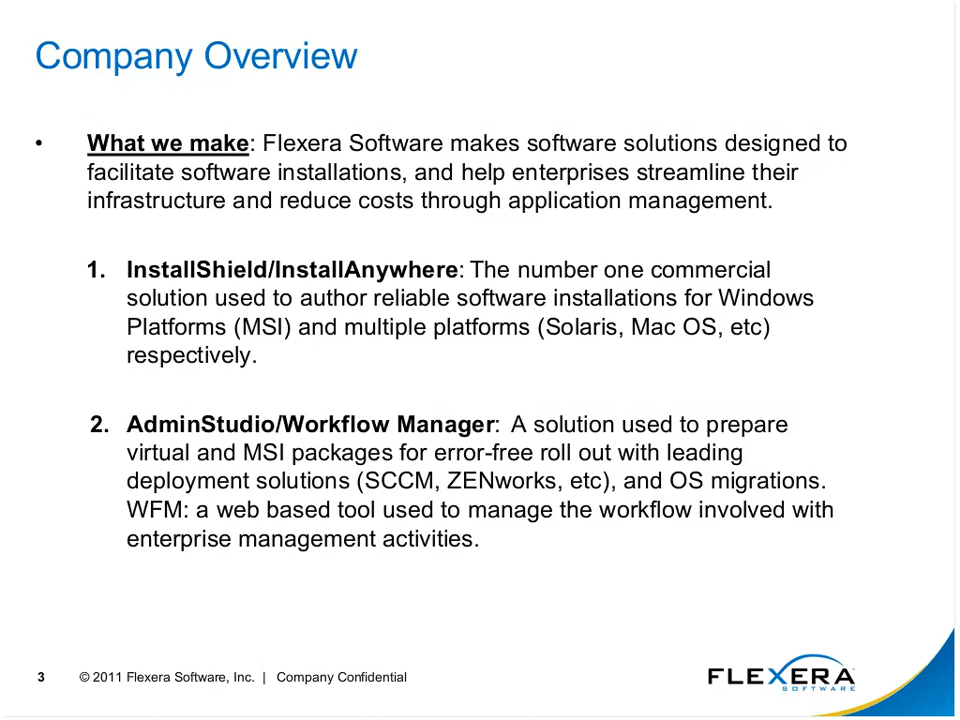 Company Overview
• What we make: Flexera Software makes software solutions designed to
facilitate software installations, and help enterprises streamline their
infrastructure and reduce costs through application management.
1. InstallShield/InstallAnywhere: The number one commercial
solution used to author reliable software installations for Windows
Platforms (MSI) and multiple platforms (Solaris, Mac OS, etc)
respectively.
2. AdminStudio/Workflow Manager:  A solution used to prepare
virtual and MSI packages for error-free roll out with leading
deployment solutions (SCCM, ZENworks, etc), and OS migrations.
WFM: a web based tool used to manage the workflow involved with
enterprise management activities.
3 © 2011 Flexera Software, Inc. | Company Confidential
FLEXERA
SOFTWARE